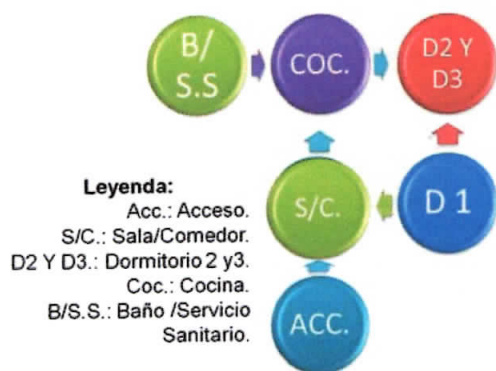 B/
S.S
COC.
D2 Y
D3
S/C.
D 1
ACC.
Leyenda:
Acc.: Acceso.
S/C.: Sala/Comedor.
D2 Y D3.: Dormitorio 2 y3.
Coc.: Cocina.
B/S.S.: Baño /Servicio
Sanitario.